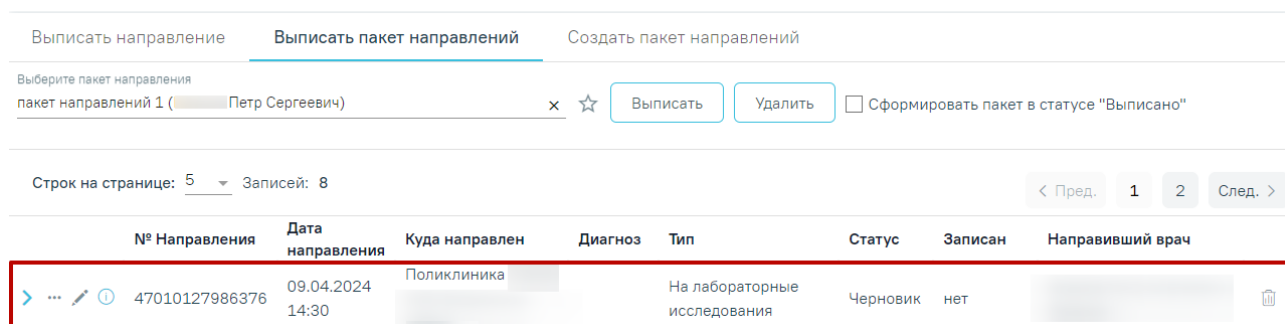 Выписать направление Выписать пакет направлений Создать пакет направлений
Выберите пакет направления
пакет направлений 1 ( Петр Сергеевич) × Выписать Удалить Сформировать пакет в статусе "Выписано"
Строк на странице: 5 Записей: 8 < Пред. 1 2 След. >
№ Направления Дата направления Куда направлен Диагноз Тип Статус Записан Направивший врач
47010127986376 09.04.2024 14:30 Поликлиника На лабораторные исследования Черновик нет